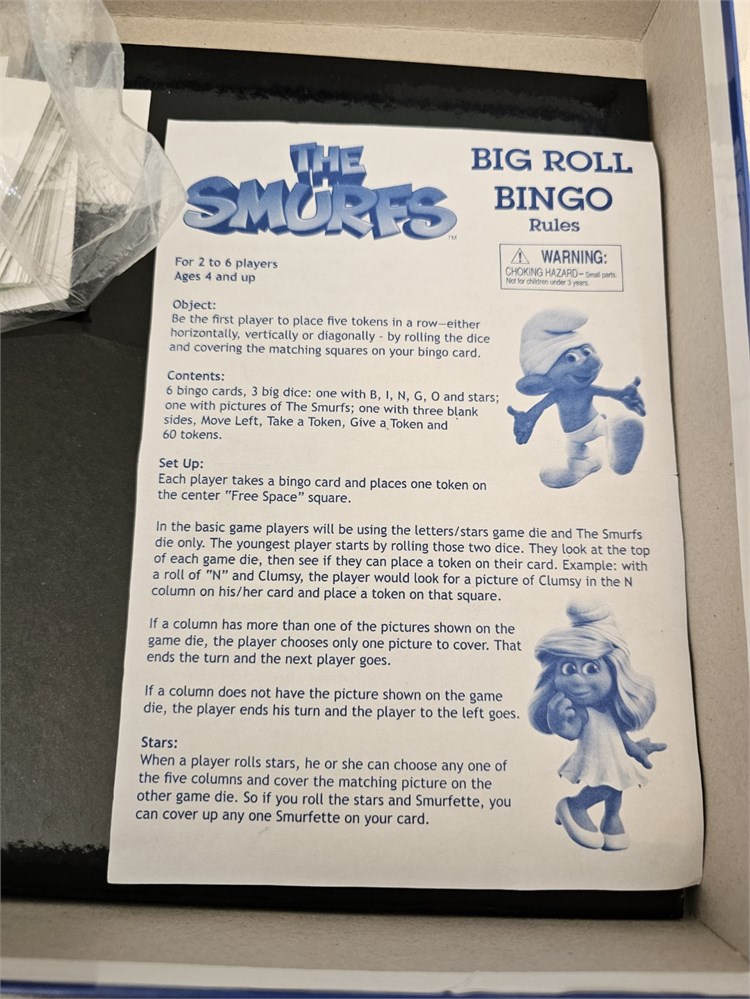 THE
SMURFS
TM
BIG ROLL
BINGO
Rules
For 2 to 6 players
Ages 4 and up
WARNING:
CHOKING HAZARD- Small parts.
Not for children under 3 years.
Object:
Be the first player to place five tokens in a row—either
horizontally, vertically or diagonally - by rolling the dice
and covering the matching squares on your bingo card.
Contents:
6 bingo cards, 3 big dice: one with B, I, N, G, O and stars;
one with pictures of The Smurfs; one with three blank
sides, Move Left, Take a Token, Give a Token and
60 tokens.
Set Up:
Each player takes a bingo card and places one token on
the center "Free Space" square.
In the basic game players will be using the letters/stars game die and The Smurfs
die only. The youngest player starts by rolling those two dice. They look at the top
of each game die, then see if they can place a token on their card. Example: with
a roll of "N" and Clumsy, the player would look for a picture of Clumsy in the N
column on his/her card and place a token on that square.
If a column has more than one of the pictures shown on the
game die, the player chooses only one picture to cover. That
ends the turn and the next player goes.
If a column does not have the picture shown on the game
die, the player ends his turn and the player to the left goes.
Stars:
When a player rolls stars, he or she can choose any one of
the five columns and cover the matching picture on the
other game die. So if you roll the stars and Smurfette, you
can cover up any one Smurfette on your card.